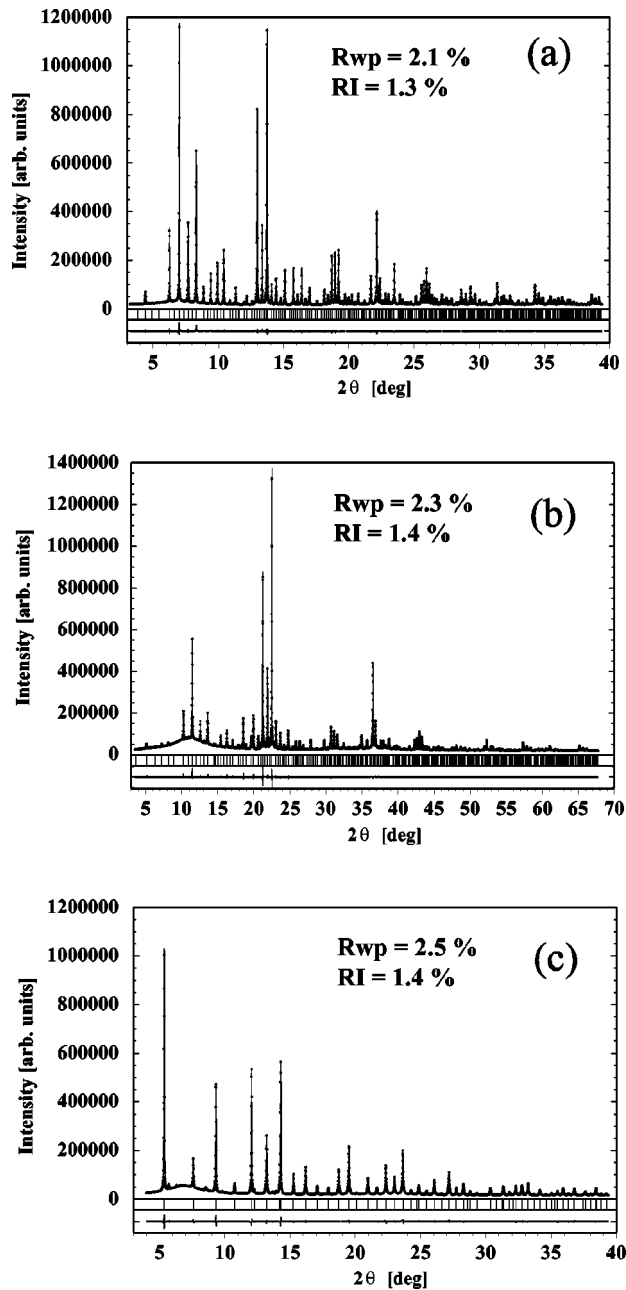 1200000
(a)
Rwp = 2.1 %
RI = 1.3 %
1000000
800000
600000
400000
200000
0
Intensity [arb. units]
5 10 15 20 25 30 35 40
2θ [deg]
1400000
(b)
Rwp = 2.3 %
RI = 1.4 %
1200000
1000000
800000
600000
400000
200000
0
Intensity [arb. units]
5 10 15 20 25 30 35 40 45 50 55 60 65 70
2θ [deg]
1200000
(c)
Rwp = 2.5 %
RI = 1.4 %
1000000
800000
600000
400000
200000
0
Intensity [arb. units]
5 10 15 20 25 30 35 40
2θ [deg]